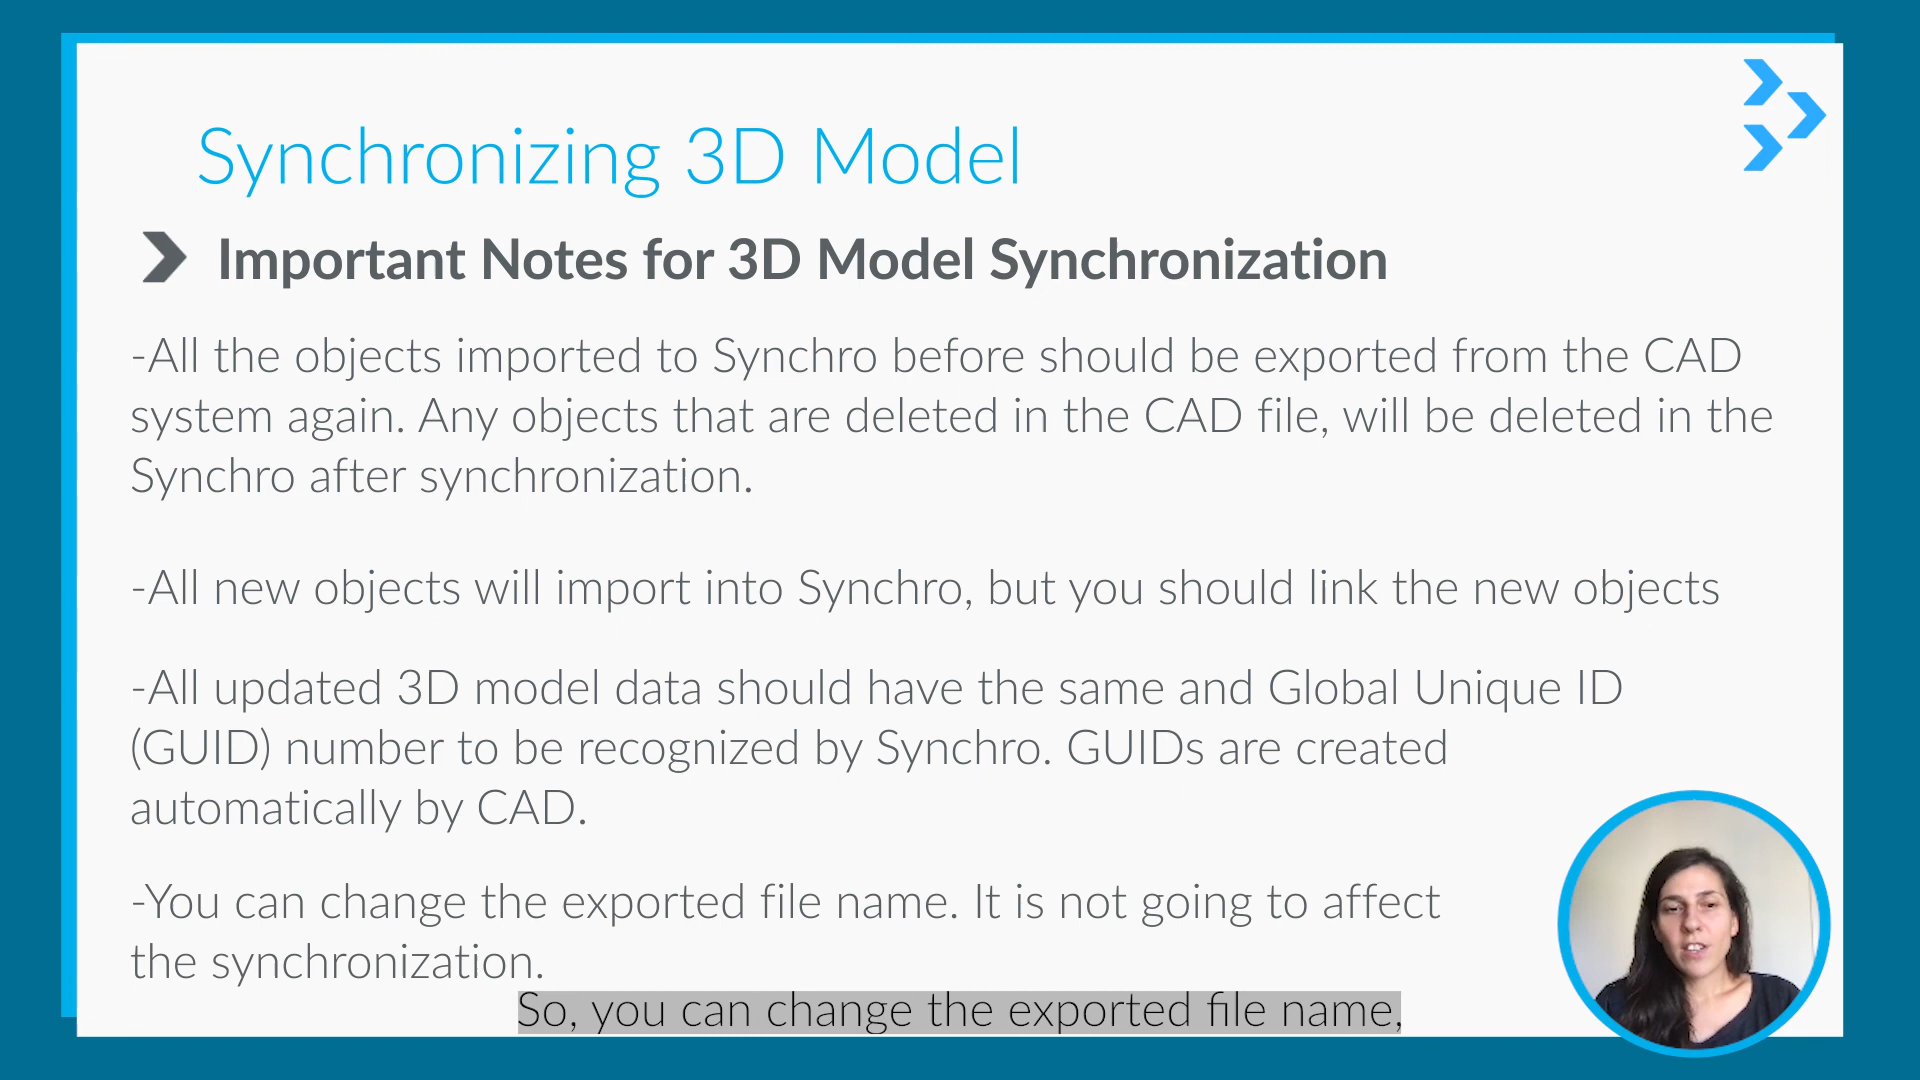 Synchronizing 3D Model
Important Notes for 3D Model Synchronization
-All the objects imported to Synchro before should be exported from the CAD
system again. Any objects that are deleted in the CAD file, will be deleted in the
Synchro after synchronization.
-All new objects will import into Synchro, but you should link the new objects
-All updated 3D model data should have the same and Global Unique ID
(GUID) number to be recognized by Synchro. GUIDs are created
automatically by CAD.
-You can change the exported file name. It is not going to affect
the synchronization.
So, you can change the exported file name,